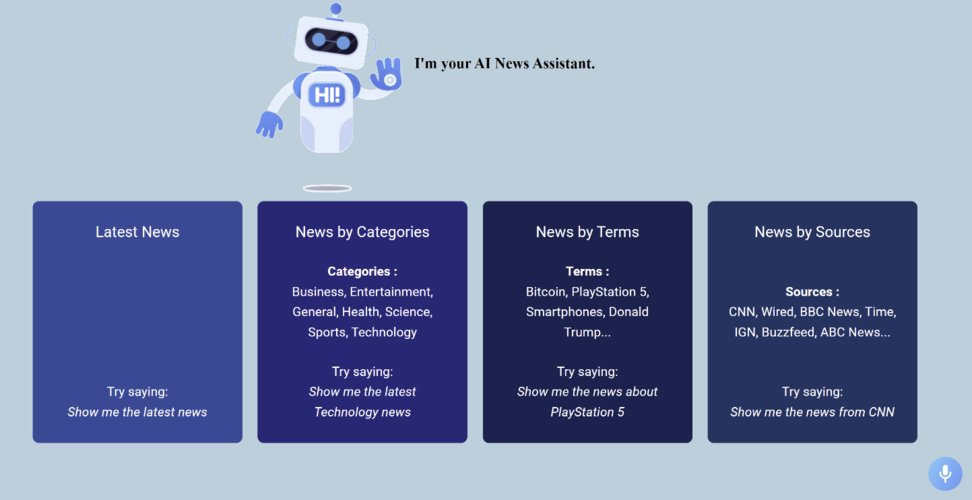 HI!
I'm your AI News Assistant.
Latest News
Try saying:
Show me the latest news
News by Categories
Categories :
Business, Entertainment,
General, Health, Science,
Sports, Technology
Try saying:
Show me the latest
Technology news
News by Terms
Terms :
Bitcoin, PlayStation 5,
Smartphones, Donald
Trump...
Try saying:
Show me the news about
PlayStation 5
News by Sources
Sources :
CNN, Wired, BBC News, Time,
IGN, Buzzfeed, ABC News...
Try saying:
Show me the news from CNN